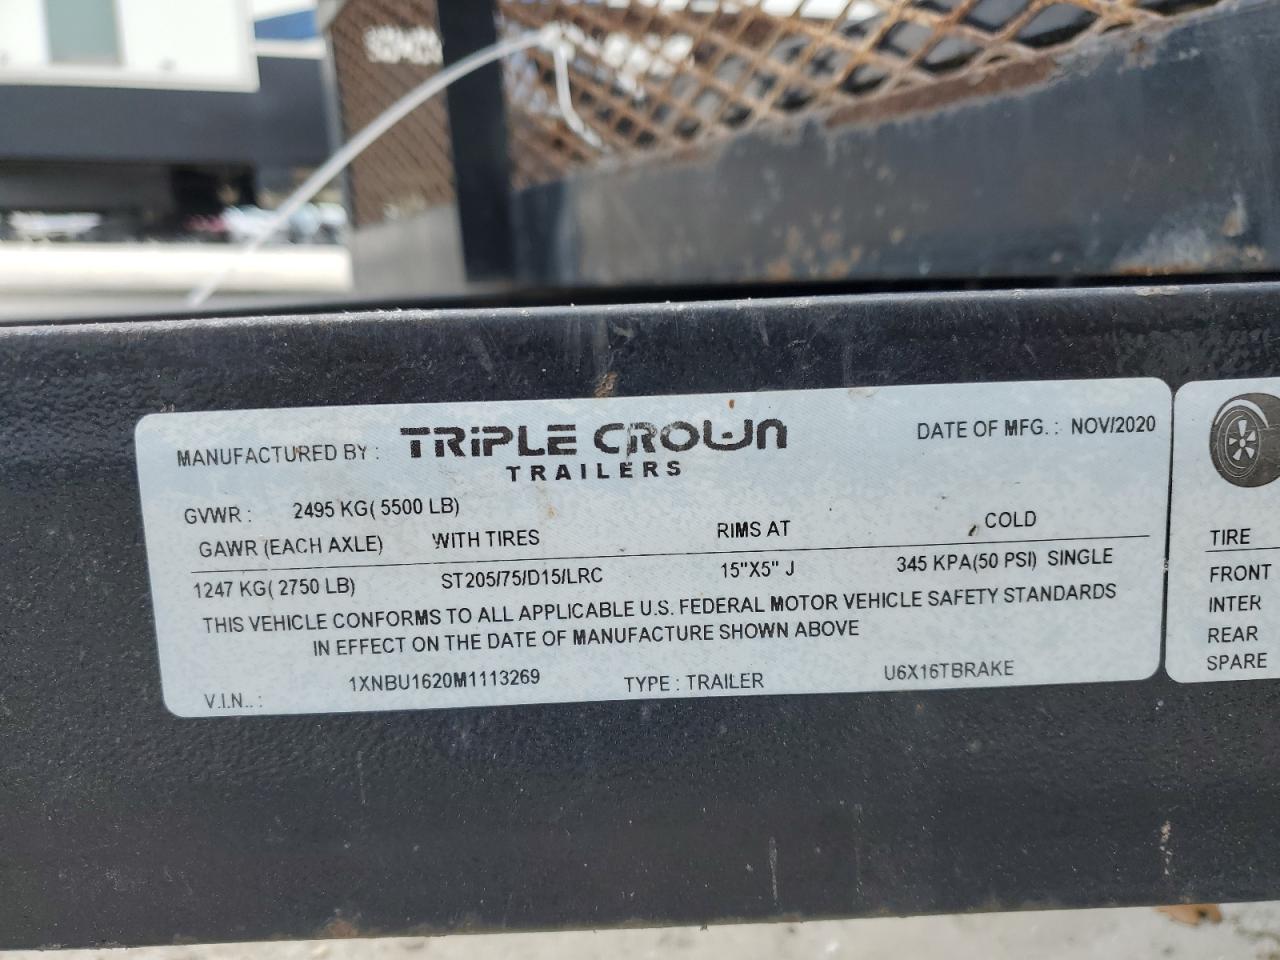 MANUFACTURED BY : TRIPLE CROWN TRAILERS DATE OF MFG. : NOV/2020
GVWR : 2495 KG( 5500 LB)
GAWR (EACH AXLE) WITH TIRES RIMS AT COLD
1247 KG( 2750 LB) ST205/75/D15/LRC 15"X5" J 345 KPA(50 PSI) SINGLE
THIS VEHICLE CONFORMS TO ALL APPLICABLE U.S. FEDERAL MOTOR VEHICLE SAFETY STANDARDS
IN EFFECT ON THE DATE OF MANUFACTURE SHOWN ABOVE
V.I.N.. : 1XNBU1620M1113269 TYPE : TRAILER U6X16TBRAKE
TIRE
FRONT
INTER
REAR
SPARE